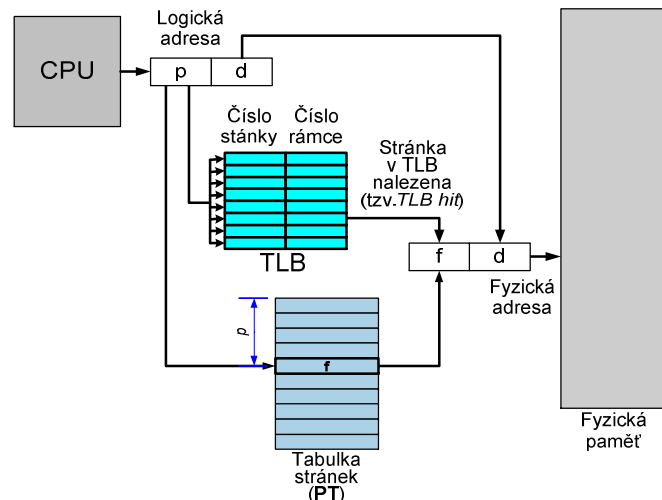 Logická
adresa
CPU
p
d
Číslo
stánky
Číslo
rámce
Stránka
v TLB
nalezena
(tzv.TLB hit)
TLB
f
d
Fyzická
adresa
p
f
Tabulka
stránek
(PT)
Fyzická
paměť